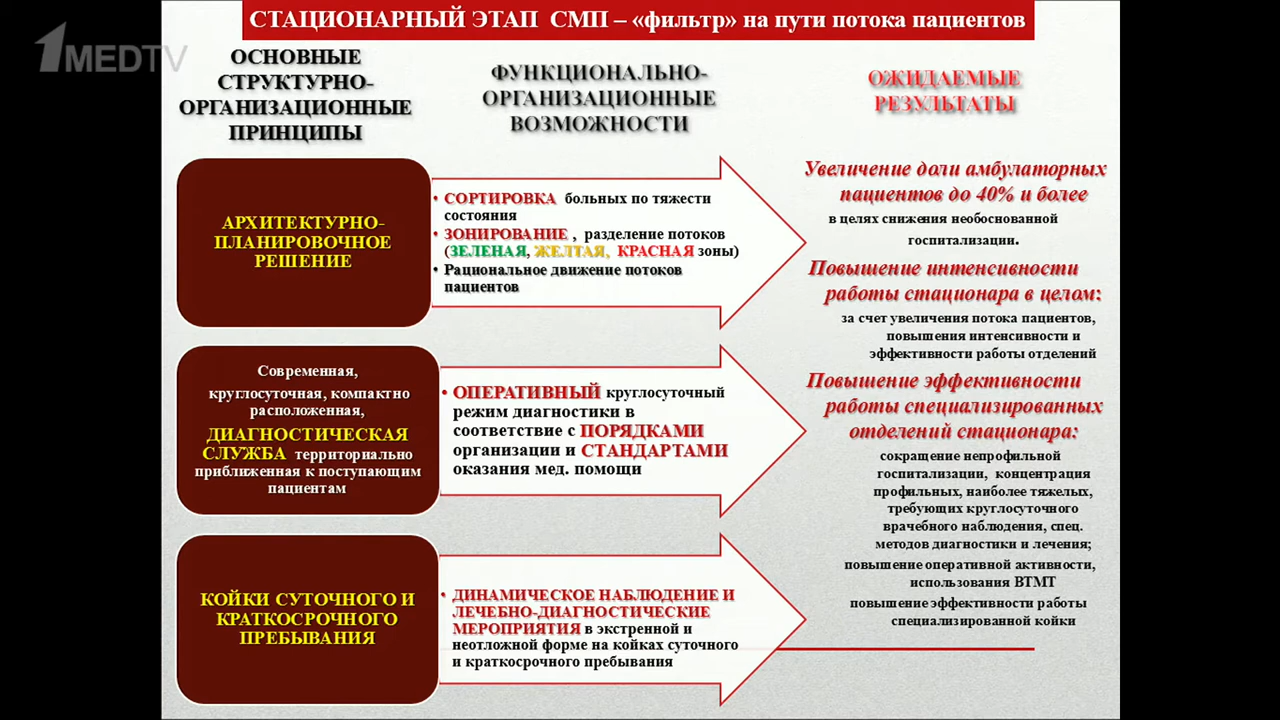 1MEDTV
СТАЦИОНАРНЫЙ ЭТАП СМП – «фильтр» на пути потока пациентов
ОСНОВНЫЕ
СТРУКТУРНО-
ОРГАНИЗАЦИОННЫЕ
ПРИНЦИПЫ
ФУНКЦИОНАЛЬНО-
ОРГАНИЗАЦИОННЫЕ
ВОЗМОЖНОСТИ
ОЖИДАЕМЫЕ
РЕЗУЛЬТАТЫ
АРХИТЕКТУРНО-
ПЛАНИРОВОЧНОЕ
РЕШЕНИЕ
• СОРТИРОВКА больных по тяжести
состояния
• ЗОНИРОВАНИЕ , разделение потоков
(ЗЕЛЕНАЯ, ЖЕЛТАЯ, КРАСНАЯ зоны)
• Рациональное движение потоков
пациентов
Современная,
круглосуточная, компактно
расположенная,
ДИАГНОСТИЧЕСКАЯ
СЛУЖБА территориально
приближенная к поступающим
пациентам
• ОПЕРАТИВНЫЙ круглосуточный
режим диагностики в
соответствие с ПОРЯДКАМИ
организации и СТАНДАРТАМИ
оказания мед. помощи
КОЙКИ СУТОЧНОГО И
КРАТКОСРОЧНОГО
ПРЕБЫВАНИЯ
• ДИНАМИЧЕСКОЕ НАБЛЮДЕНИЕ И
ЛЕЧЕБНО-ДИАГНОСТИЧЕСКИЕ
МЕРОПРИЯТИЯ в экстренной и
неотложной форме на койках суточного
и краткосрочного пребывания
Увеличение доли амбулаторных
пациентов до 40% и более
в целях снижения необоснованной
госпитализации.
Повышение интенсивности
работы стационара в целом:
за счет увеличения потока пациентов,
повышения интенсивности и
эффективности работы отделений
Повышение эффективности
работы специализированных
отделений стационара:
сокращение непрофильной
госпитализации, концентрация
профильных, наиболее тяжелых,
требующих круглосуточного
врачебного наблюдения, спец.
методов диагностики и лечения;
повышение оперативной активности,
использования ВТМТ
повышение эффективности работы
специализированной койки